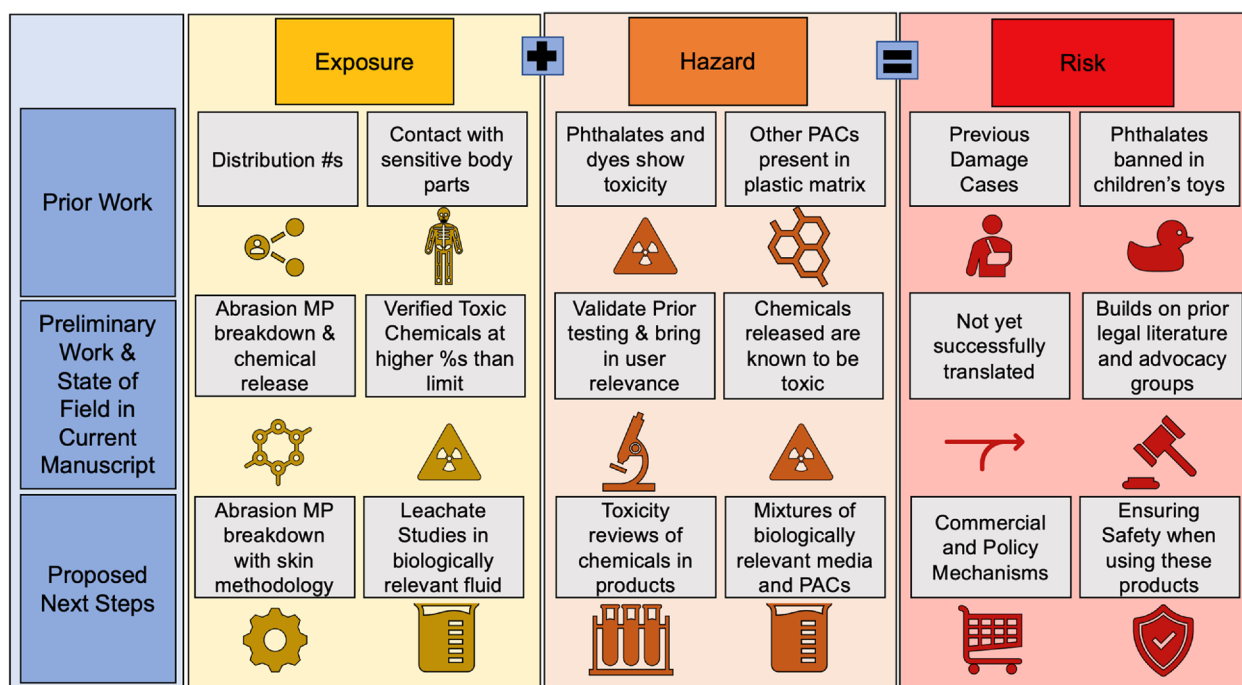 Exposure
+
Hazard
=
Risk
Prior Work
Distribution #s
Contact with
sensitive body
parts
Phthalates and
dyes show
toxicity
Other PACs
present in
plastic matrix
Previous
Damage
Cases
Phthalates
banned in
children's toys
Preliminary
Work &
State of
Field in
Current
Manuscript
Abrasion MP
breakdown &
chemical
release
Verified Toxic
Chemicals at
higher %s than
limit
Validate Prior
testing & bring
in user
relevance
Chemicals
released are
known to be
toxic
Not yet
successfully
translated
Builds on prior
legal literature
and advocacy
groups
Proposed
Next Steps
Abrasion MP
breakdown
with skin
methodology
Leachate
Studies in
biologically
relevant fluid
Toxicity
reviews of
chemicals in
products
Mixtures of
biologically
relevant media
and PACs
Commercial
and Policy
Mechanisms
Ensuring
Safety when
using these
products